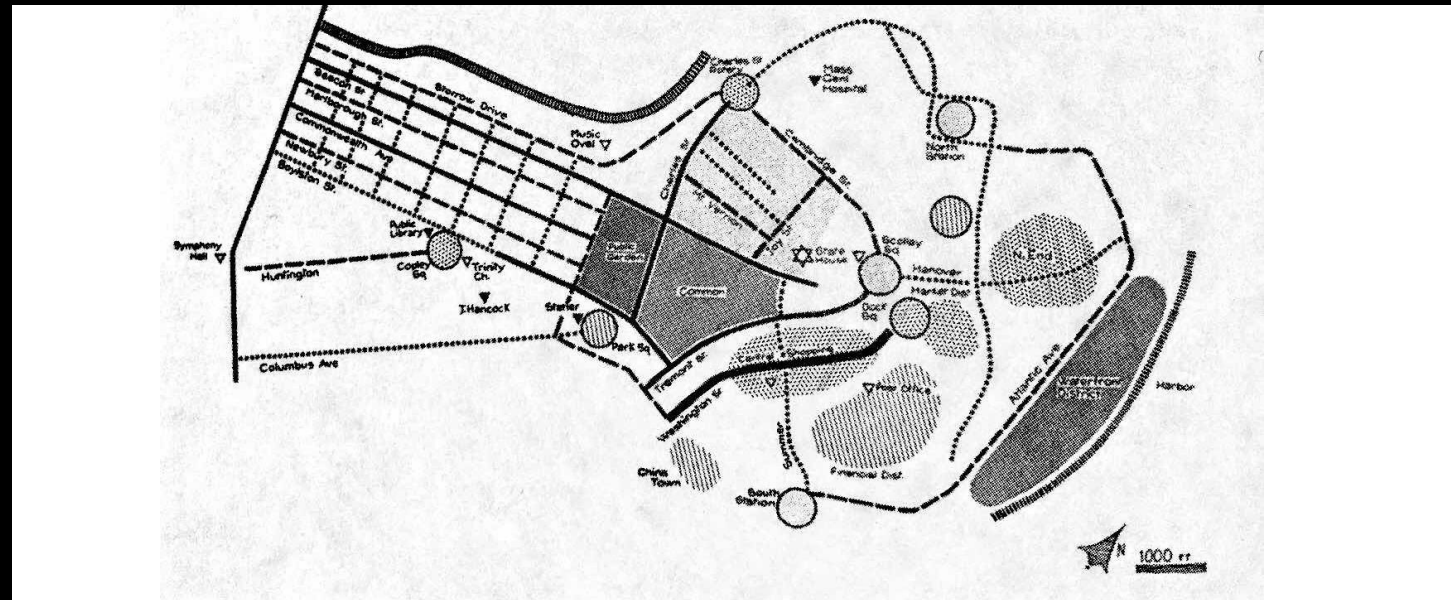 Charles St
Rotary
Mass
Genl
Hospital
Storrow Drive
Beacon St
Marlborough St.
Commonwealth Ave
Newbury St.
Boylston St.
Music
Oval
Charles St
Cambridge St.
North
Station
Mt. Vernon
Joy St
Public
Library
Symphony
Hall
Huntington
Copley
Sq
Trinity
Ch.
J.Hancock
Public
Garden
Common
State
House
Scolley
Sq
Hanover
N. End
Market Dist
Dock
Sq
Statler
Park Sq
Columbus Ave
Tremont St
Central Shopping
Washington St
Post Office
Atlantic Ave
Waterfront
District
Harbor
China
Town
Summer
Financial Dist.
South
Station
N
1000 FT